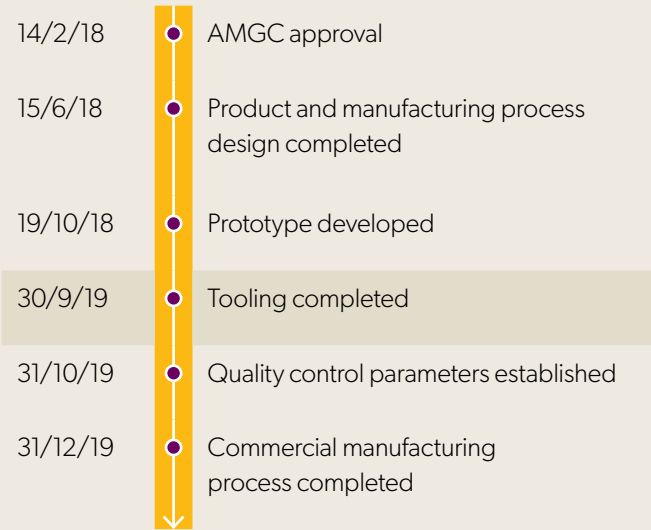 14/2/18 AMGC approval
15/6/18 Product and manufacturing process
design completed
19/10/18 Prototype developed
30/9/19 Tooling completed
31/10/19 Quality control parameters established
31/12/19 Commercial manufacturing
process completed